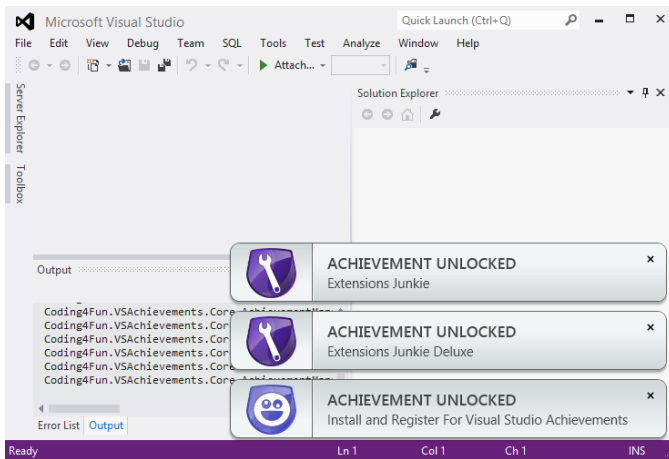 Microsoft Visual Studio
Quick Launch (Ctrl+Q)
File Edit View Debug Team SQL Tools Test Analyze Window Help
Attach...
Server Explorer
Toolbox
Solution Explorer
Output
ACHIEVEMENT UNLOCKED
Extensions Junkie
Coding4Fun.VSAchievements.Core
Coding4Fun.VSAchievements.Cor
Coding4Fun.VSAchievements.Cor
Coding4Fun.VSAchievements.Cor
Coding4Fun.VSAchievements.Core
Coding4Fun.VSAchievements.Core
ACHIEVEMENT UNLOCKED
Extensions Junkie Deluxe
ACHIEVEMENT UNLOCKED
Install and Register For Visual Studio Achievements
Error List Output
Ready Ln 1 Col 1 Ch 1 INS